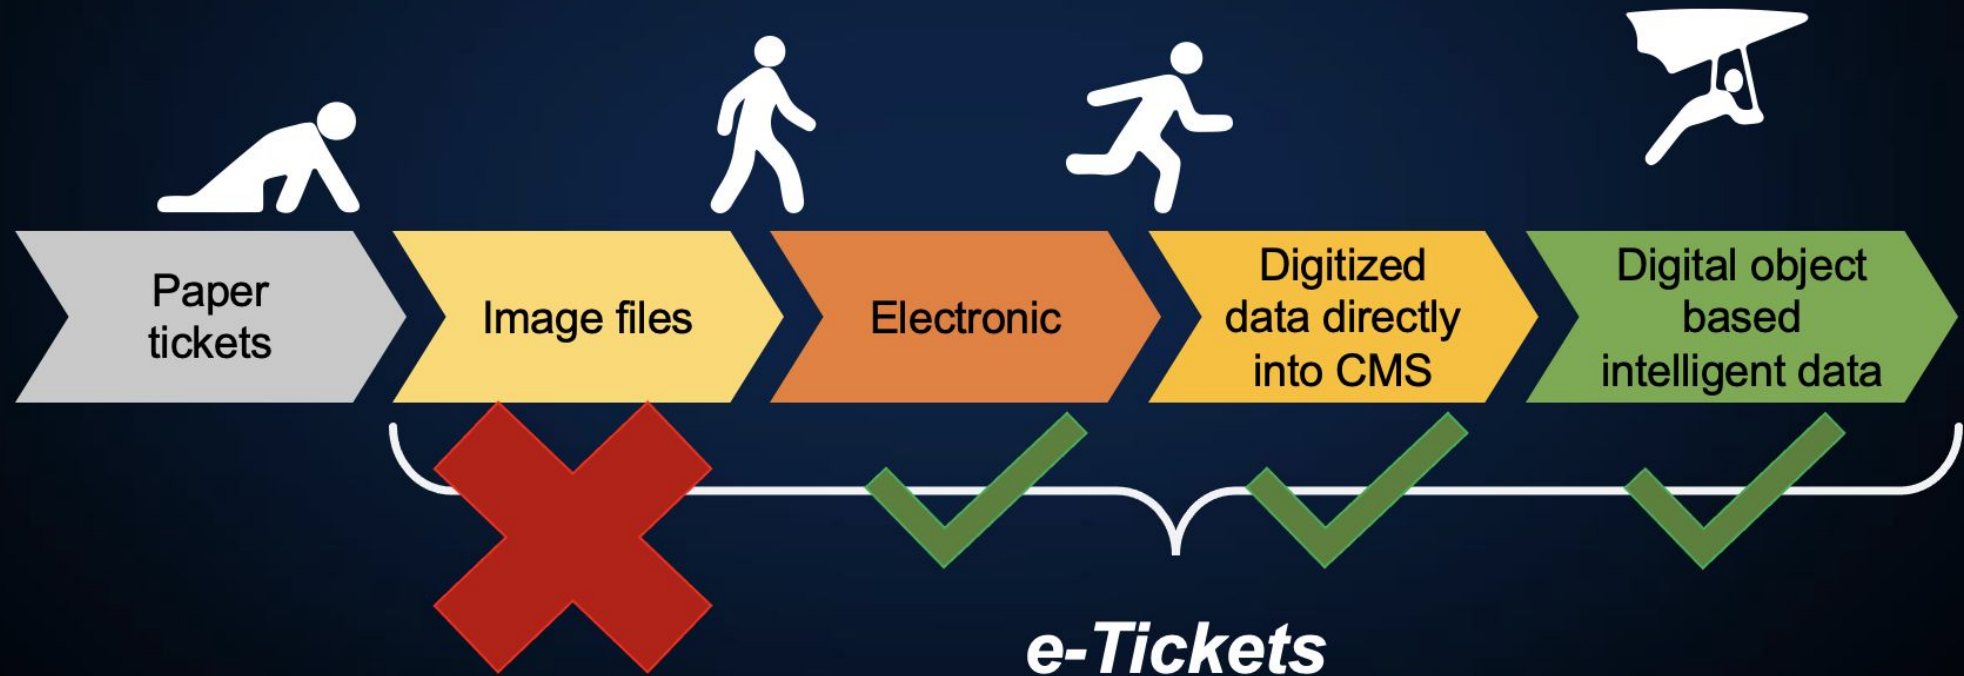 Paper
tickets
Image files
Electronic
Digitized
data directly
into CMS
Digital object
based
intelligent data
e-Tickets